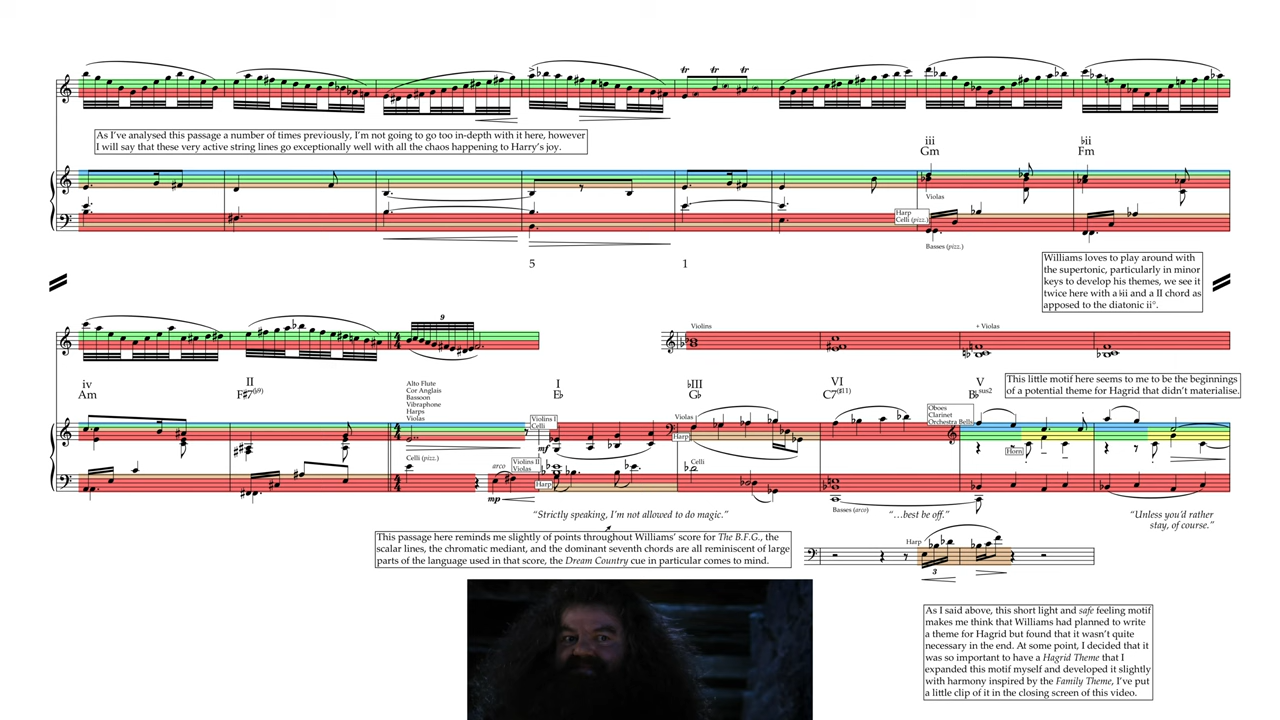 tr tr tr
As I've analysed this passage a number of times previously, I'm not going to go too in-depth with it here, however
I will say that these very active string lines go exceptionally well with all the chaos happening to Harry's joy.
iii ♭ii
Gm Fm
Violas
Harp
Celli (pizz.)
Basses (pizz.)
5 1
Williams loves to play around with
the supertonic, particularly in minor
keys to develop his themes, we see it
twice here with a ♮ii and a II chord as
apposed to the diatonic ii°.
9
Violins
+ Violas
iv II
Am F♯7(♭9)
Alto Flute
Cor Anglais
Bassoon
Vibraphone
Harps
Violas
I ♭III VI V
E♭ G♭ C7(♯11) B♭sus2
This little motif here seems to me to be the beginnings
of a potential theme for Hagrid that didn't materialise.
Oboes
Clarinet
Orchestra Bells
Violins I
Celli
Violas
Harp
mf
Horn
Celli (pizz.)
arco
Violins II
Violas
Harp
Celli
mp
Basses (arco)
"Strictly speaking, I'm not allowed to do magic."
"…best be off."
"Unless you'd rather
stay, of course."
This passage here reminds me slightly of points throughout Williams' score for The B.F.G., the
scalar lines, the chromatic mediant, and the dominant seventh chords are all reminiscent of large
parts of the language used in that score, the Dream Country cue in particular comes to mind.
Harp
3
As I said above, this short light and safe feeling motif
makes me think that Williams had planned to write
a theme for Hagrid but found that it wasn't quite
necessary in the end. At some point, I decided that it
was so important to have a Hagrid Theme that I
expanded this motif myself and developed it slightly
with harmony inspired by the Family Theme, I've put
a little clip of it in the closing screen of this video.